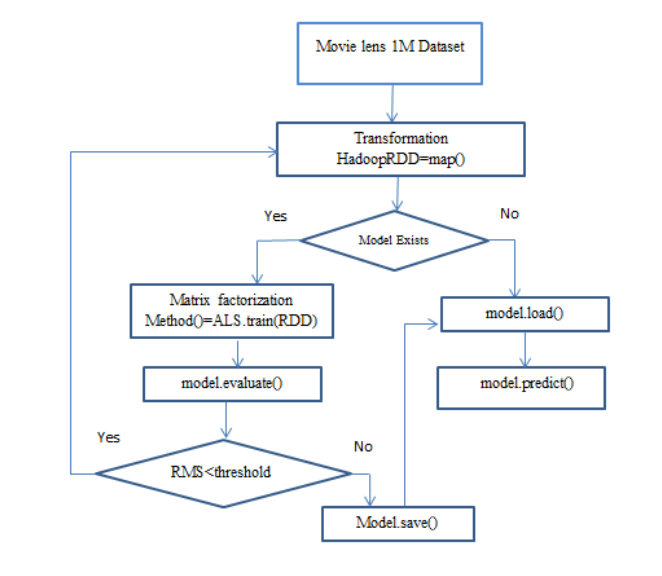 Movie lens 1M Dataset
Transformation
HadoopRDD=map()
Yes
No
Model Exists
Matrix factorization
Method()=ALS.train(RDD)
model.load()
model.evaluate()
model.predict()
Yes
No
RMS<threshold
Model.save()